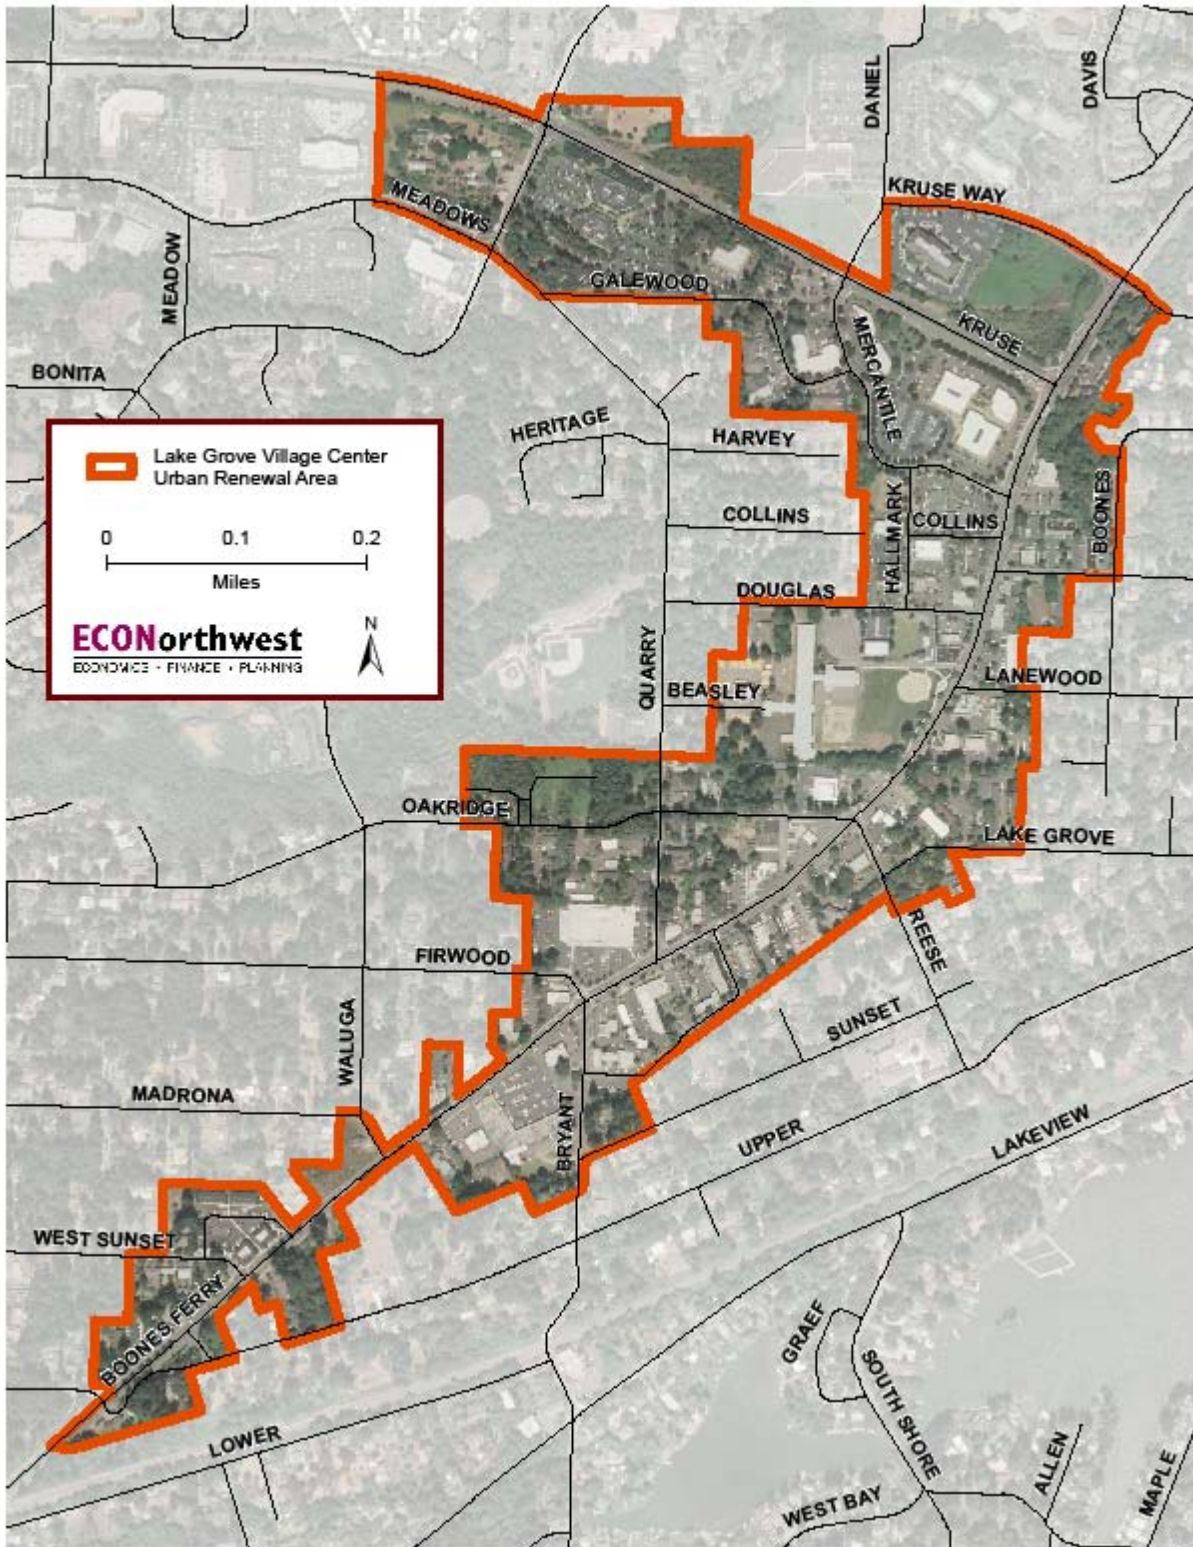 DANIEL
DAVIS
KRUSE WAY
MEADOWS
MEADOW
GALEWOOD
KRUSE
MERCANTILE
BONITA
HERITAGE
HARVEY
Lake Grove Village Center
Urban Renewal Area
0 0.1 0.2
Miles
ECONorthwest
ECONOMICS • FINANCE • PLANNING
N
COLLINS
HALLMARK
COLLINS
BOONES
DOUGLAS
QUARRY
BEASLEY
LANEWOOD
OAKRIDGE
LAKE GROVE
FIRWOOD
REESE
WALUGA
SUNSET
MADRONA
BRYANT
UPPER
LAKEVIEW
WEST SUNSET
BOONES FERRY
GRAEF
SOUTH SHORE
LOWER
ALLEN
MAPLE
WEST BAY